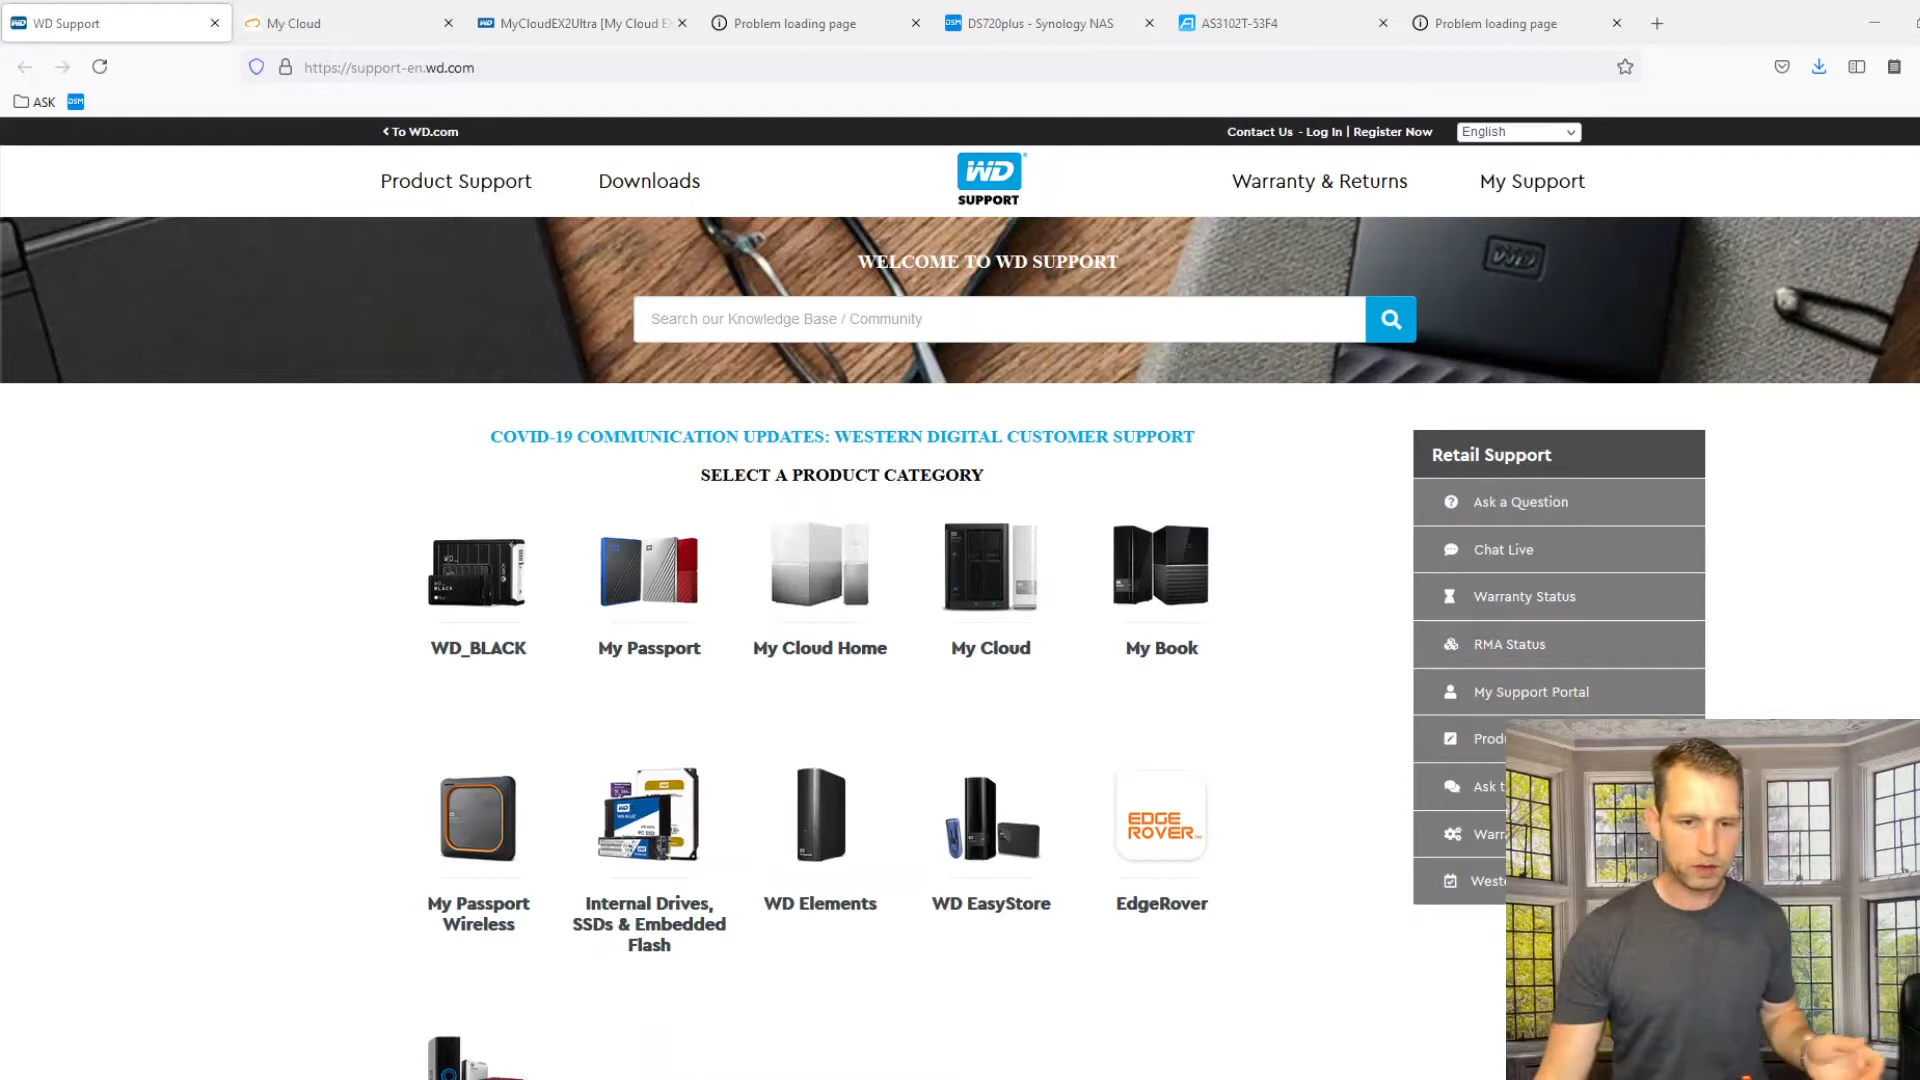 WD Support
My Cloud
MyCloudEX2Ultra [My Cloud E
Problem loading page
DS720plus - Synology NAS
AS3102T-53F4
Problem loading page
https://support-en.wd.com
ASK
DSM
To WD.com
Contact Us - Log In | Register Now
English
Product Support
Downloads
WD
SUPPORT
Warranty & Returns
My Support
WELCOME TO WD SUPPORT
Search our Knowledge Base / Community
COVID-19 COMMUNICATION UPDATES: WESTERN DIGITAL CUSTOMER SUPPORT
SELECT A PRODUCT CATEGORY
WD_BLACK
My Passport
My Cloud Home
My Cloud
My Book
My Passport
Wireless
Internal Drives,
SSDs & Embedded
Flash
WD Elements
WD EasyStore
EDGE
ROVER
EdgeRover
Retail Support
Ask a Question
Chat Live
Warranty Status
RMA Status
My Support Portal
Prod
Ask t
Warr
Weste